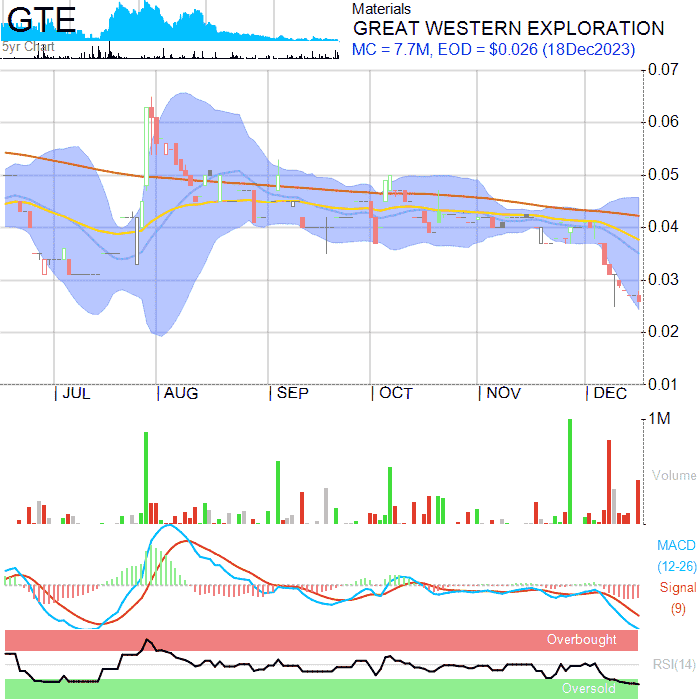 GTE
5yr Chart
Materials
GREAT WESTERN EXPLORATION
MC = 7.7M, EOD = $0.026 (18Dec2023)
0.07
0.06
0.05
0.04
0.03
0.02
0.01
JUL AUG SEP OCT NOV DEC
1M
Volume
MACD
(12-26)
Signal
(9)
Overbought
RSI(14)
Oversold